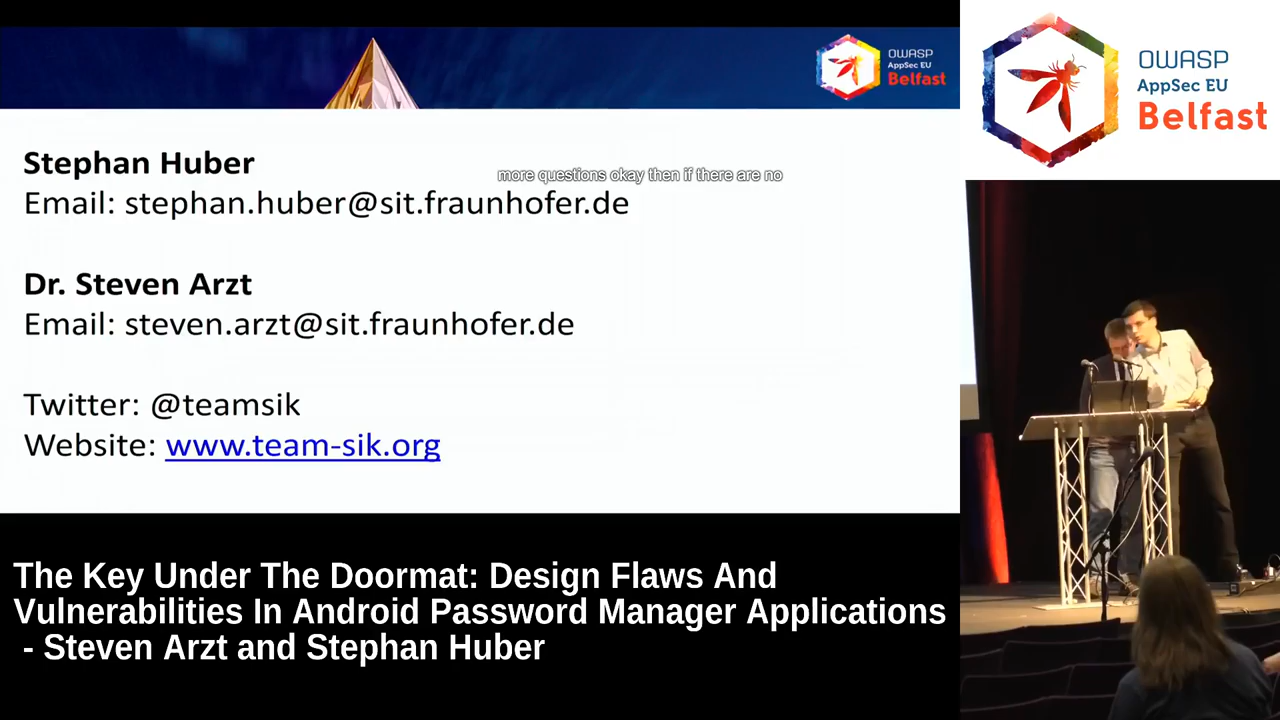 OWASP
AppSec EU
Belfast
OWASP
AppSec EU
Belfast
Stephan Huber
more questions okay then if there are no
Email: stephan.huber@sit.fraunhofer.de
Dr. Steven Arzt
Email: steven.arzt@sit.fraunhofer.de
Twitter: @teamsik
Website: www.team-sik.org
The Key Under The Doormat: Design Flaws And
Vulnerabilities In Android Password Manager Applications
- Steven Arzt and Stephan Huber